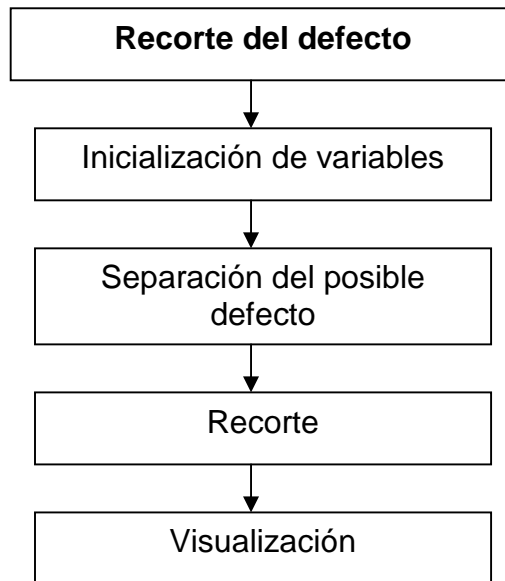 Recorte del defecto
Inicialización de variables
Separación del posible
defecto
Recorte
Visualización